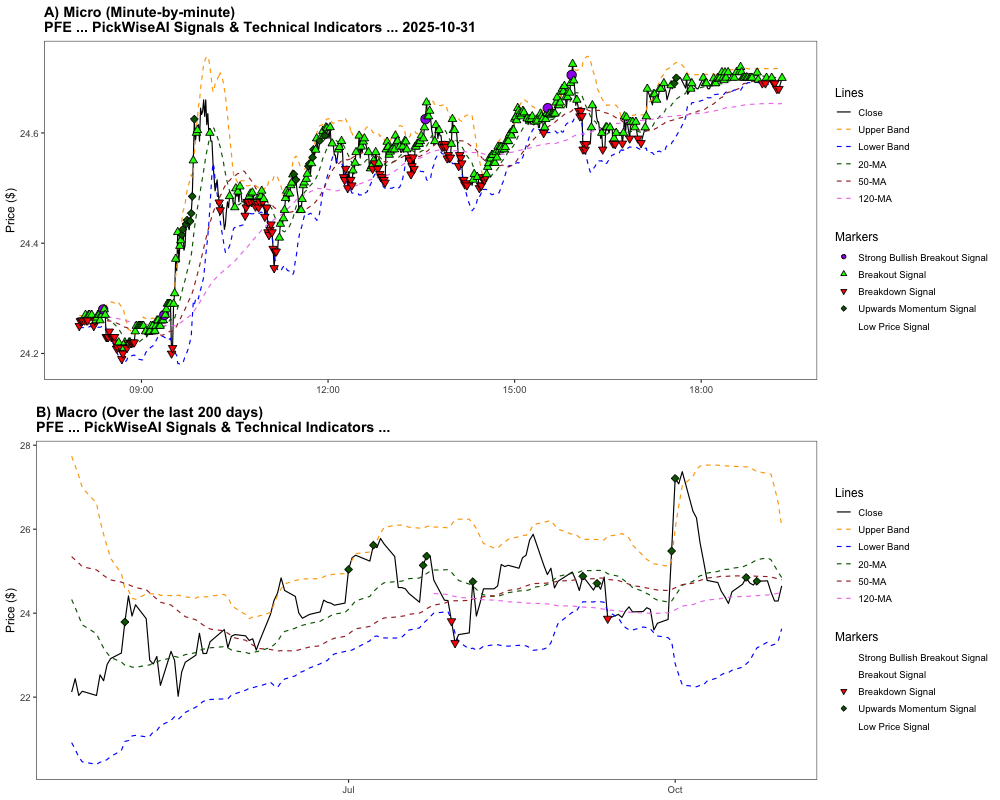 A) Micro (Minute-by-minute)
PFE ... PickWiseAI Signals & Technical Indicators ... 2025-10-31
Price ($)
24.6
24.4
24.2
09:00
12:00
15:00
18:00
Lines
Close
Upper Band
Lower Band
20-MA
50-MA
120-MA
Markers
Strong Bullish Breakout Signal
Breakout Signal
Breakdown Signal
Upwards Momentum Signal
Low Price Signal
B) Macro (Over the last 200 days)
PFE ... PickWiseAI Signals & Technical Indicators ...
Price ($)
28
26
24
22
Jul
Oct
Lines
Close
Upper Band
Lower Band
20-MA
50-MA
120-MA
Markers
Strong Bullish Breakout Signal
Breakout Signal
Breakdown Signal
Upwards Momentum Signal
Low Price Signal